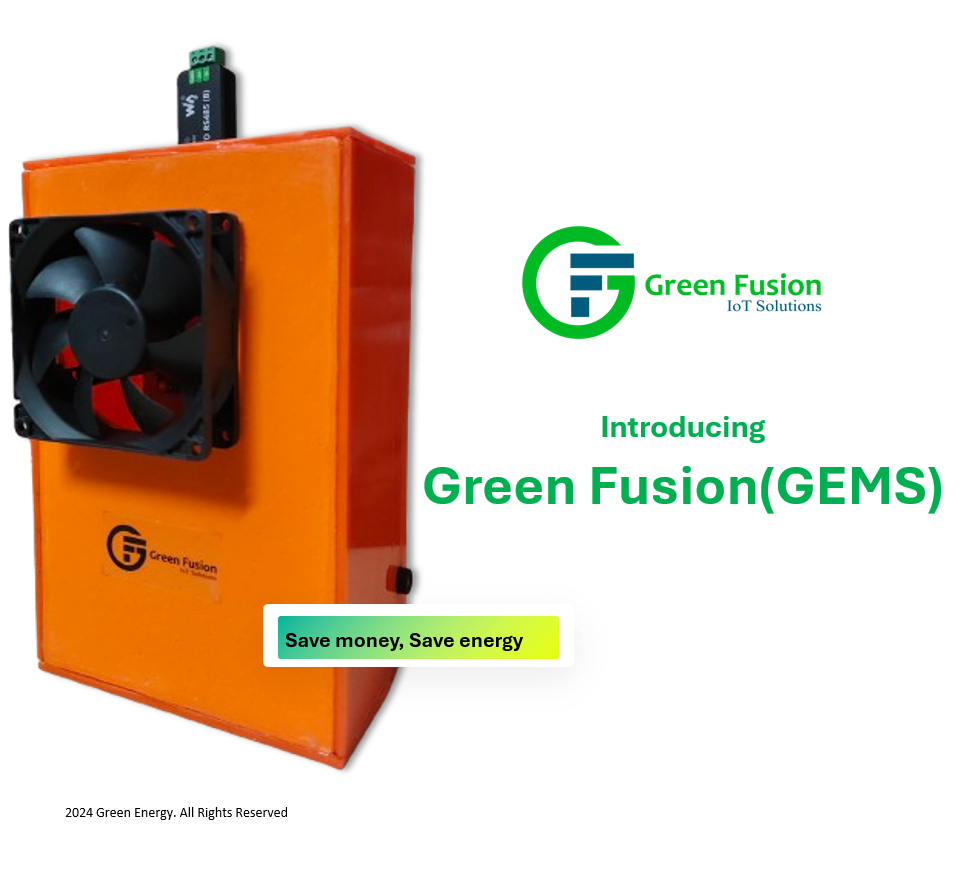 RS485 (B)
Green Fusion
IoT Solutions
Introducing
Green Fusion(GEMS)
Green Fusion
IoT Solutions
Save money, Save energy
2024 Green Energy. All Rights Reserved